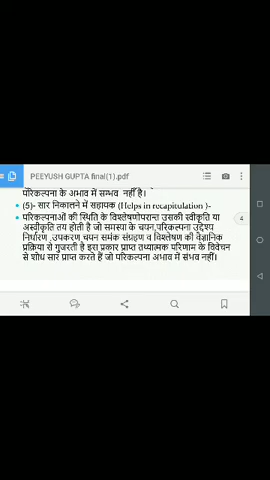 PEEYUSH GUPTA final(1).pdf
परिकल्पना के अभाव में सम्भव नहीं है।
(5)- सार निकालने में सहायक (Helps in recapitulation )-
परिकल्पनाओं की स्थिति के विश्लेषणोपरान्त उसकी स्वीकृति या
अस्वीकृति तय होती है जो समस्या के चयन,परिकल्पना उद्देश्य
निर्धारण ,उपकरण चयन समंक संग्रहण व विश्लेषण की वैज्ञानिक
प्रक्रिया से गुजरती है इस प्रकार प्राप्त तथ्यात्मक परिणाम के विवेचन
से शोध सार प्राप्त करते हैं जो परिकल्पना अभाव में संभव नहीं।
4